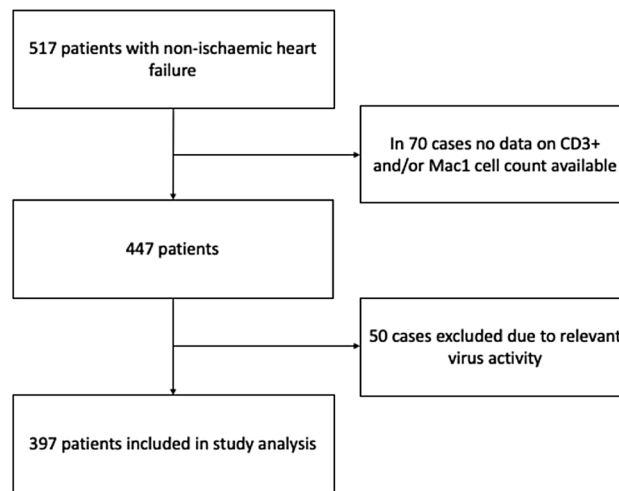 517 patients with non-ischaemic heart
failure
In 70 cases no data on CD3+
and/or Mac1 cell count available
447 patients
50 cases excluded due to relevant
virus activity
397 patients included in study analysis